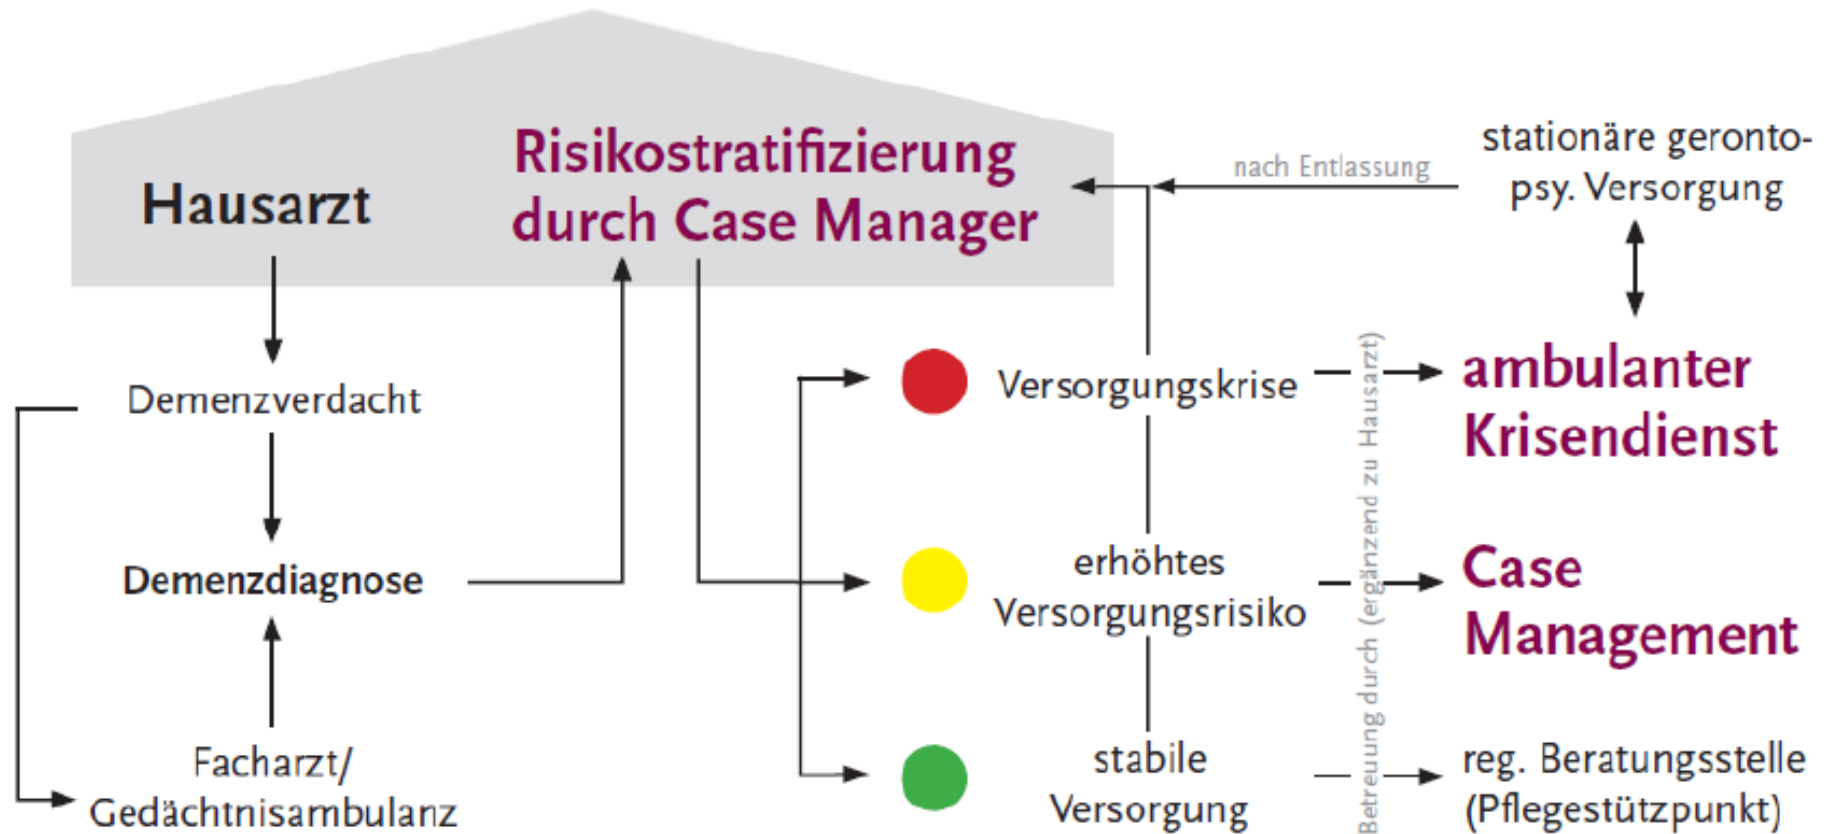 Hausarzt
Risikostratifizierung
durch Case Manager
nach Entlassung
stationäre geronto-
psy. Versorgung
Demenzverdacht
Demenzdiagnose
Facharzt/
Gedächtnisambulanz
Versorgungskrise
erhöhtes
Versorgungsrisiko
stabile
Versorgung
Betreuung durch (ergänzend zu Hausarzt)
ambulanter
Krisendienst
Case
Management
reg. Beratungsstelle
(Pflegestützpunkt)